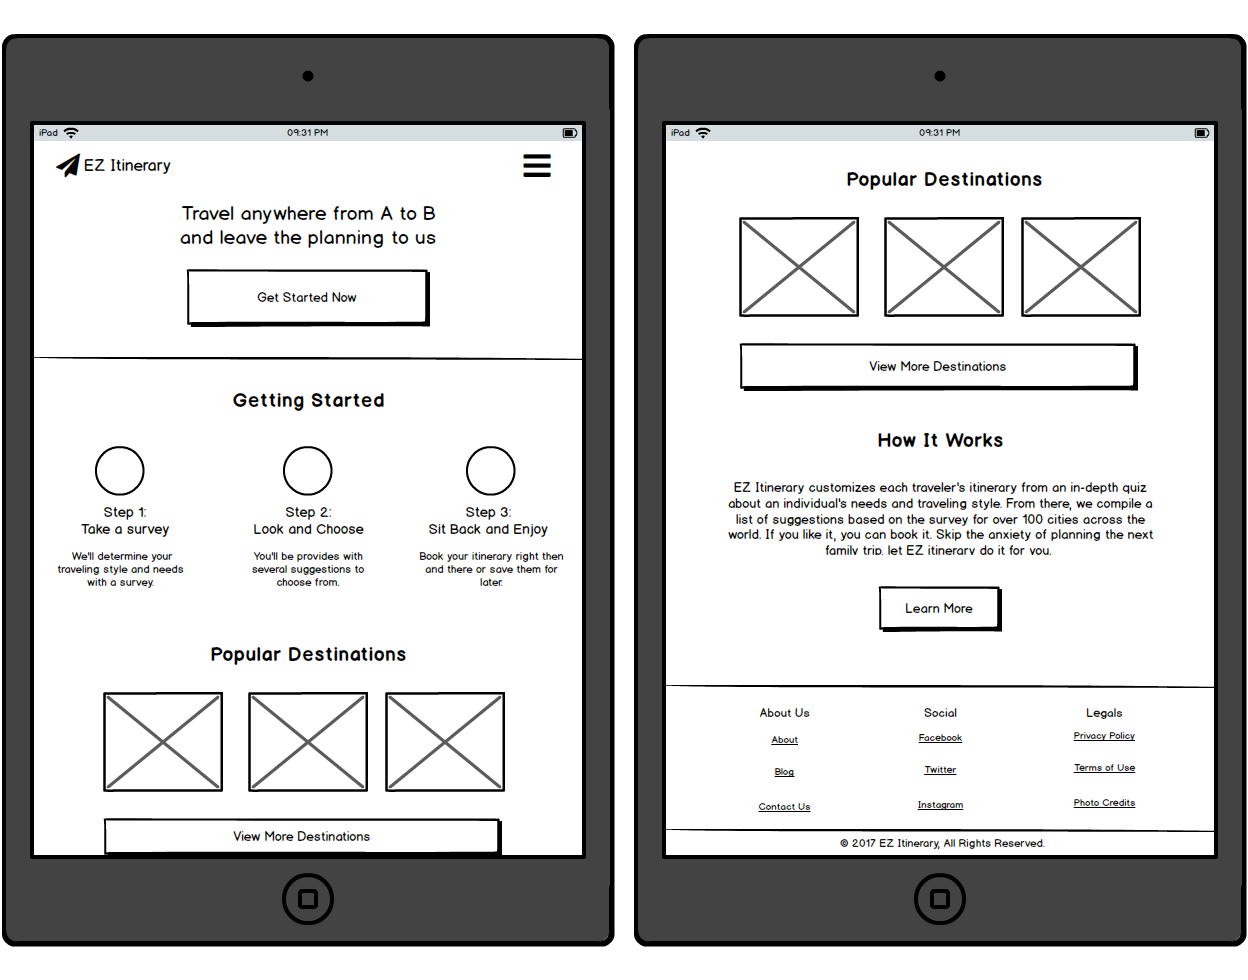 iPad
09:31 PM
EZ Itinerary
Travel anywhere from A to B
and leave the planning to us
Get Started Now
Getting Started
Step 1:
Take a survey
We'll determine your
traveling style and needs
with a survey.
Step 2:
Look and Choose
You'll be provides with
several suggestions to
choose from.
Step 3:
Sit Back and Enjoy
Book your itinerary right then
and there or save them for
later.
Popular Destinations
View More Destinations
iPad
09:31 PM
Popular Destinations
View More Destinations
How It Works
EZ Itinerary customizes each traveler's itinerary from an in-depth quiz
about an individual's needs and traveling style. From there, we compile a
list of suggestions based on the survey for over 100 cities across the
world. If you like it, you can book it. Skip the anxiety of planning the next
family trip, let EZ itinerary do it for you.
Learn More
About Us
About
Blog
Contact Us
Social
Facebook
Twitter
Instagram
Legals
Privacy Policy
Terms of Use
Photo Credits
© 2017 EZ Itinerary, All Rights Reserved.